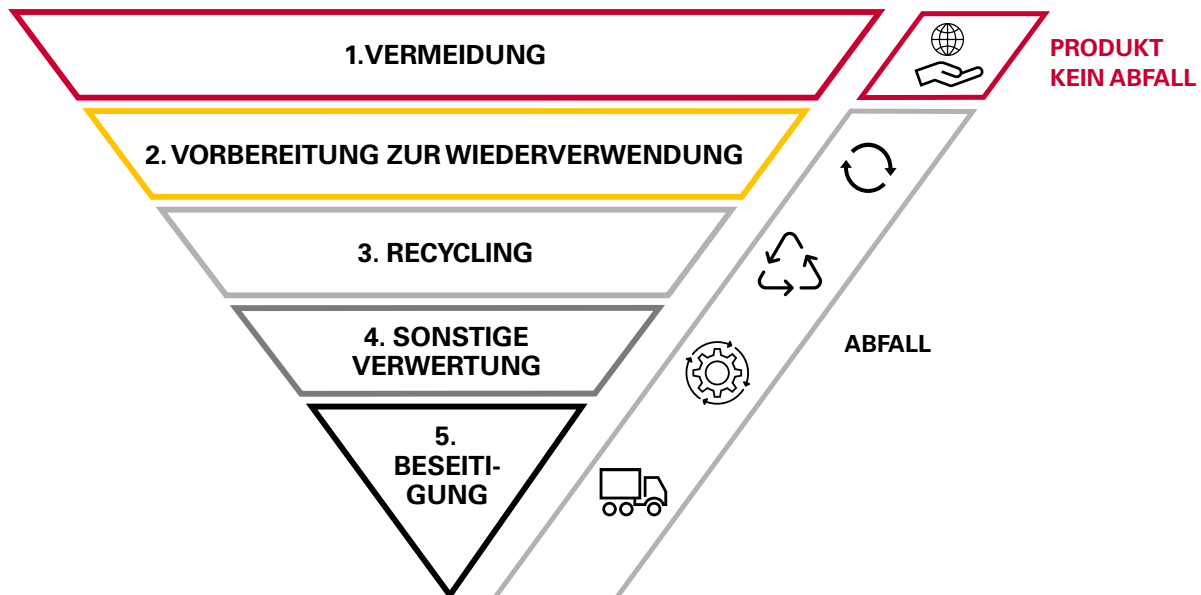 1.VERMEIDUNG
PRODUKT
KEIN ABFALL
2. VORBEREITUNG ZUR WIEDERVERWENDUNG
3. RECYCLING
4. SONSTIGE
VERWERTUNG
ABFALL
5.
BESEITI-
GUNG